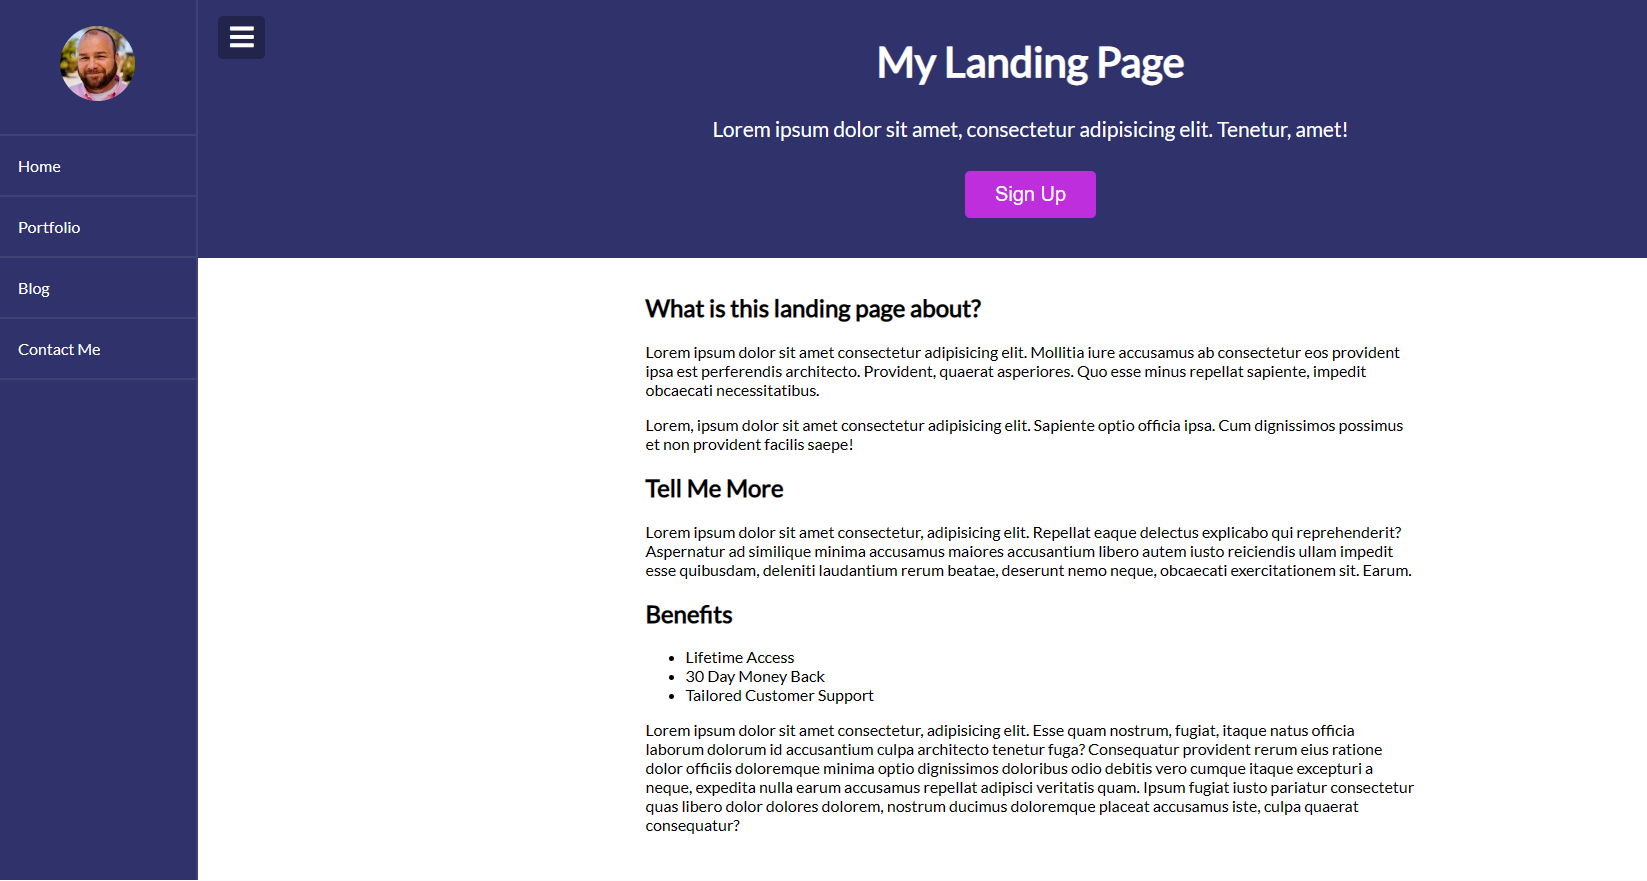 Home
Portfolio
Blog
Contact Me
My Landing Page
Lorem ipsum dolor sit amet, consectetur adipisicing elit. Tenetur, amet!
Sign Up
What is this landing page about?
Lorem ipsum dolor sit amet consectetur adipisicing elit. Mollitia iure accusamus ab consectetur eos provident
ipsa est perferendis architecto. Provident, quaerat asperiores. Quo esse minus repellat sapiente, impedit
obcaecati necessitatibus.
Lorem, ipsum dolor sit amet consectetur adipisicing elit. Sapiente optio officia ipsa. Cum dignissimos possimus
et non provident facilis saepe!
Tell Me More
Lorem ipsum dolor sit amet consectetur, adipisicing elit. Repellat eaque delectus explicabo qui reprehenderit?
Aspernatur ad similique minima accusamus maiores accusantium libero autem iusto reiciendis ullam impedit
esse quibusdam, deleniti laudantium rerum beatae, deserunt nemo neque, obcaecati exercitationem sit. Earum.
Benefits
• Lifetime Access
• 30 Day Money Back
• Tailored Customer Support
Lorem ipsum dolor sit amet consectetur, adipisicing elit. Esse quam nostrum, fugiat, itaque natus officia
laborum dolorum id accusantium culpa architecto tenetur fuga? Consequatur provident rerum eius ratione
dolor officiis doloremque minima optio dignissimos doloribus odio debitis vero cumque itaque excepturi a
neque, expedita nulla earum accusamus repellat adipisci veritatis quam. Ipsum fugiat iusto pariatur consectetur
quas libero dolor dolores dolorem, nostrum ducimus doloremque placeat accusamus iste, culpa quaerat
consequatur?